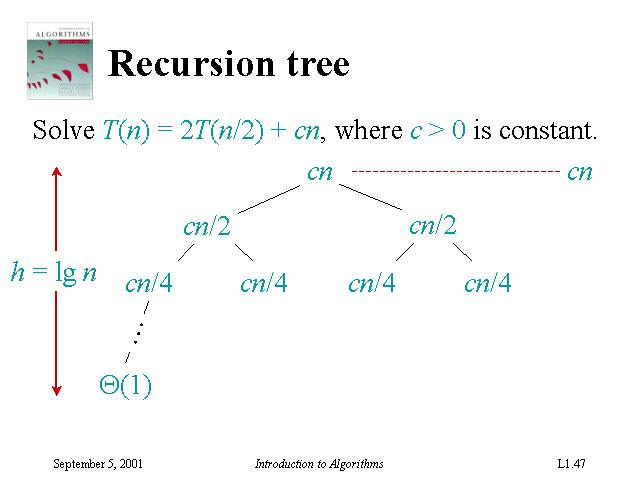 ALGORITHMS
Recursion tree
Solve T(n) = 2T(n/2) + cn, where c > 0 is constant.
cn cn
cn/2 cn/2
h = lg n
cn/4 cn/4 cn/4 cn/4
Θ(1)
September 5, 2001 Introduction to Algorithms L1.47